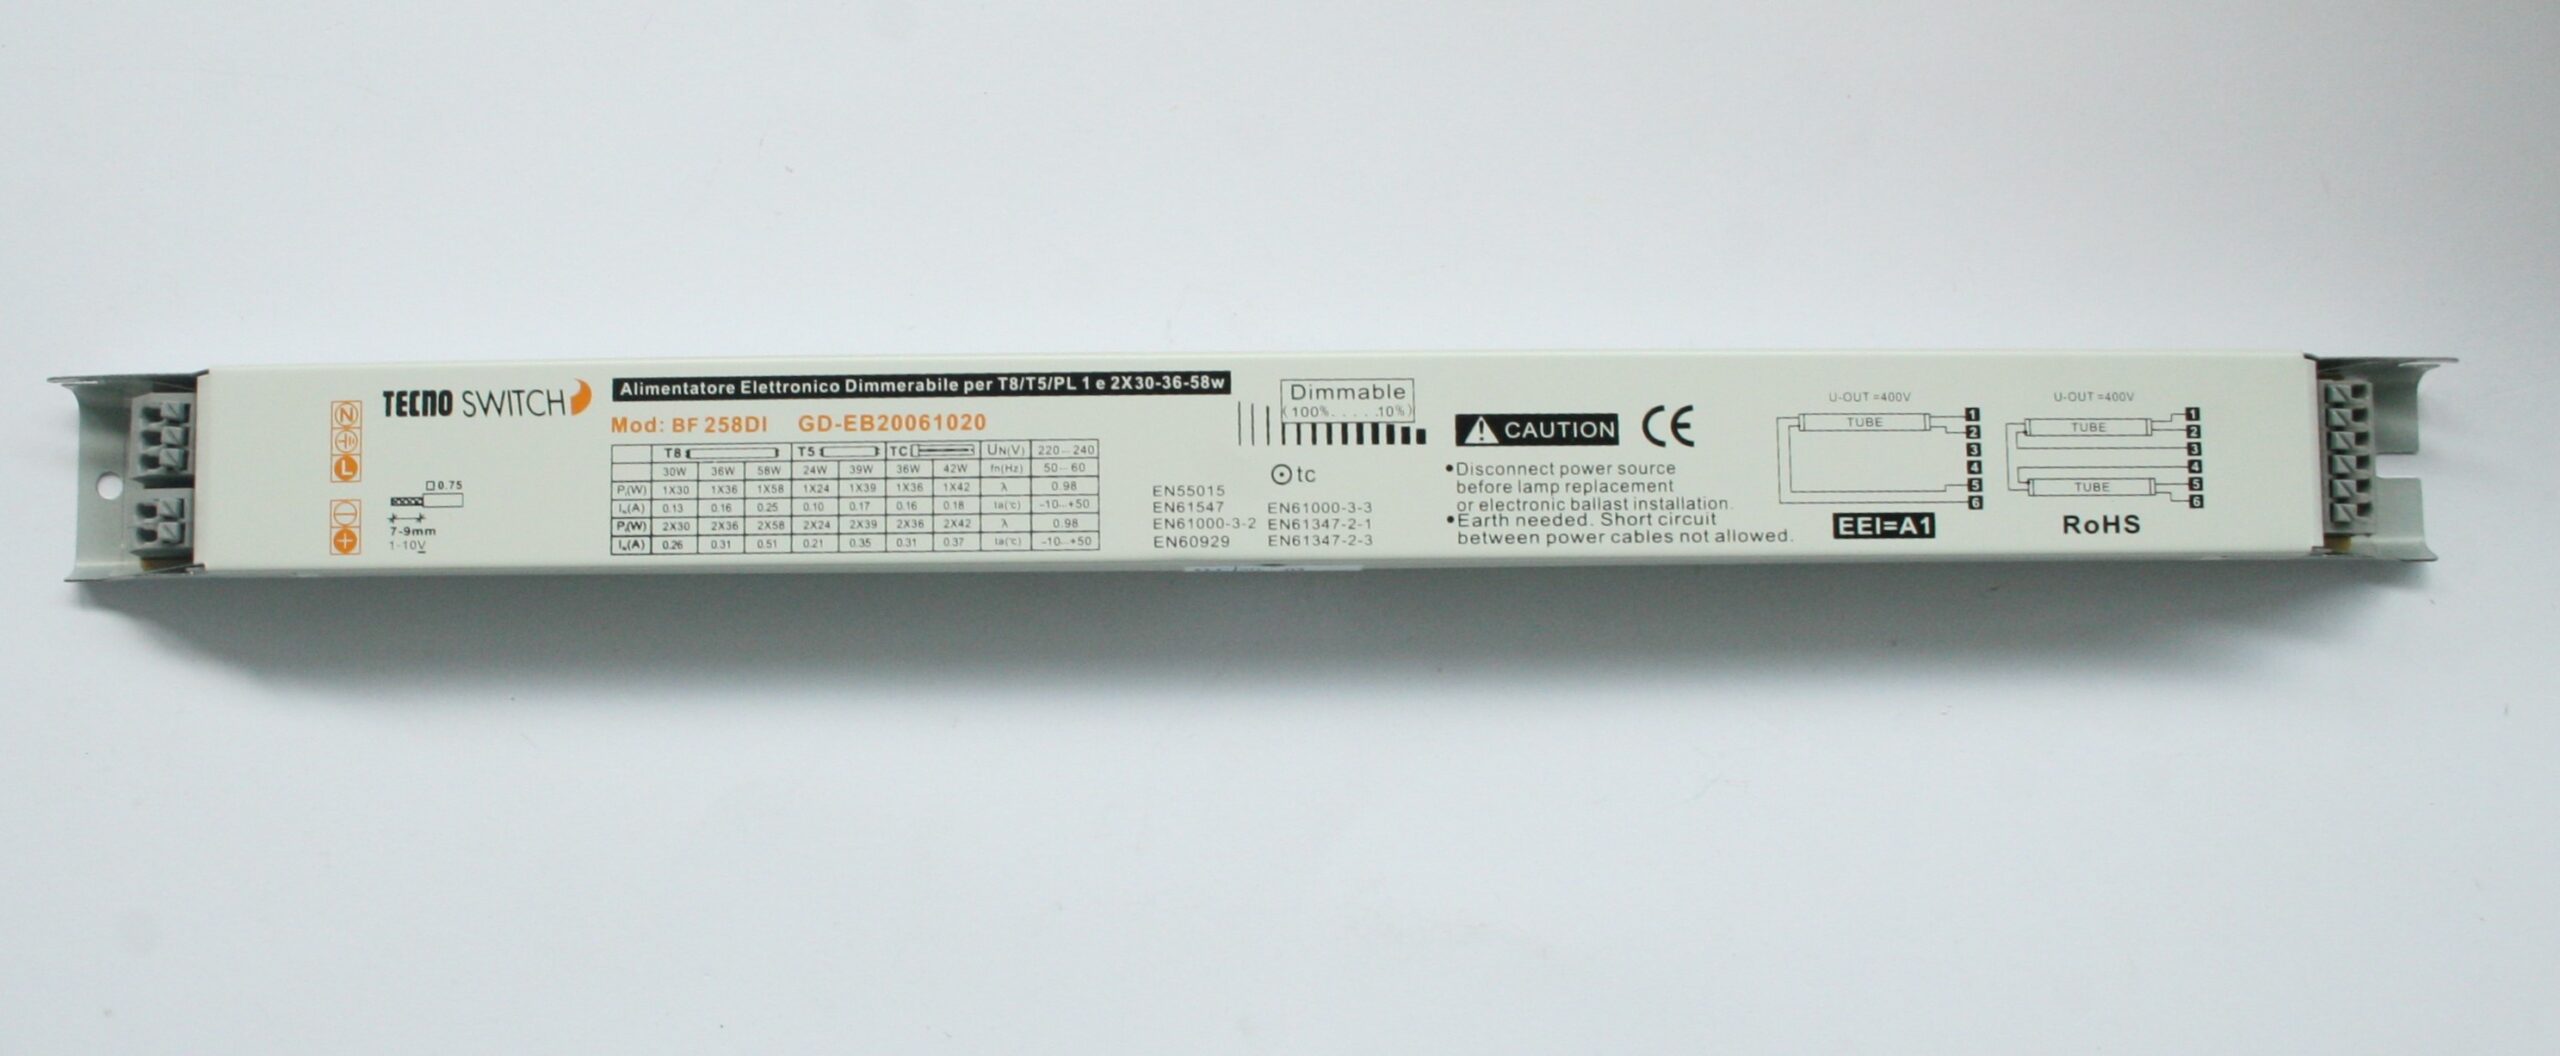 TECNO SWITCH
N
L
□0.75
7-9mm
1-10V
Alimentatore Elettronico Dimmerabile per T8/T5/PL 1 e 2X30-36-58w
Mod: BF 258DI GD-EB20061020
T8 T5 TC UN(V) 220...240
30W 36W 58W 24W 39W 36W 42W fn(Hz) 50...60
P(W) 1X30 1X36 1X58 1X24 1X39 1X36 1X42 λ 0.98
(A) 0.13 0.16 0.25 0.10 0.17 0.16 0.18 ta(℃) -10...+50
P(W) 2X30 2X36 2X58 2X24 2X39 2X36 2X42 λ 0.98
(A) 0.26 0.31 0.51 0.21 0.35 0.31 0.37 ta(℃) -10...+50
Dimmable
(100%.....10%)
tc
EN55015
EN61547 EN61000-3-3
EN61000-3-2 EN61347-2-1
EN60929 EN61347-2-3
CAUTION CE
•Disconnect power source
before lamp replacement
or electronic ballast installation.
•Earth needed. Short circuit
between power cables not allowed.
U-OUT=400V
TUBE
1
2
3
4
5
6
EEI=A1
U-OUT=400V
TUBE
TUBE
1
2
3
4
5
6
RoHS